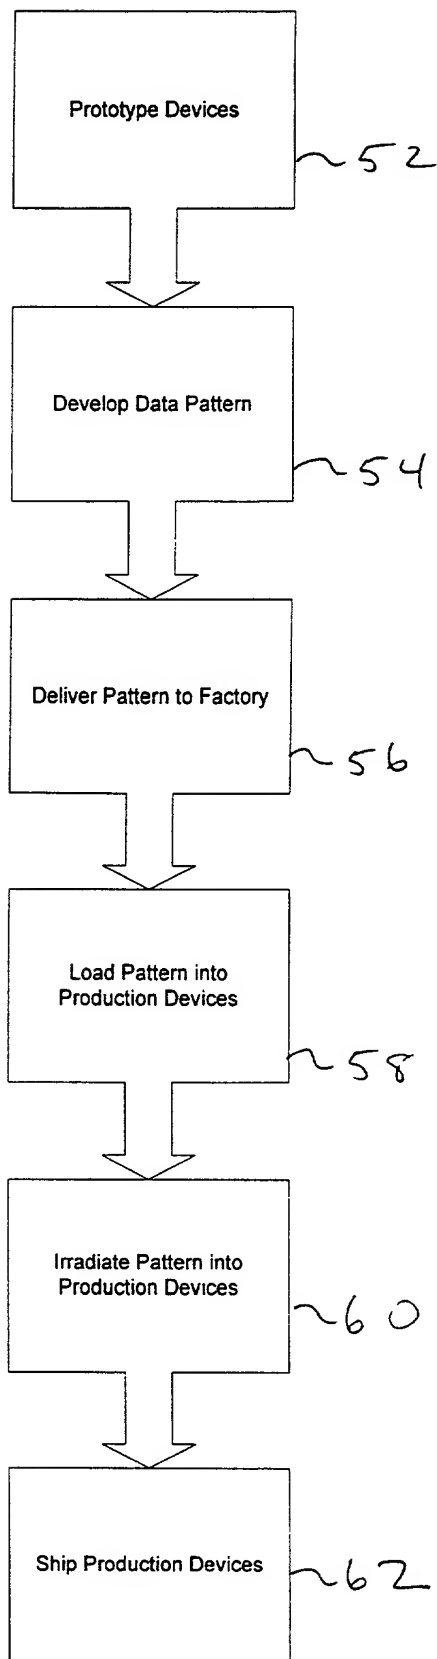 Prototype Devices
52
Develop Data Pattern
54
Deliver Pattern to Factory
56
Load Pattern into
Production Devices
58
Irradiate Pattern into
Production Devices
60
Ship Production Devices
62